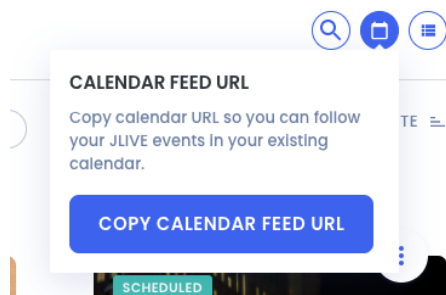 CALENDAR FEED URL
Copy calendar URL so you can follow
your JLIVE events in your existing
calendar.
TE
COPY CALENDAR FEED URL
SCHEDULED